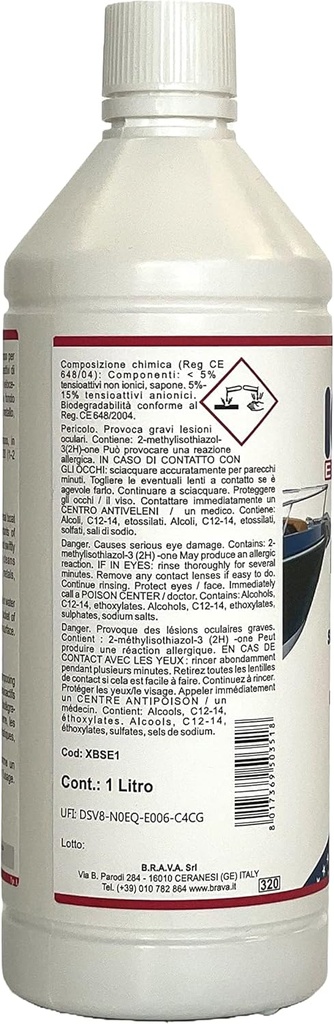 Composizione chimica (Reg CE
648/04): Componenti: < 5%
tensioattivi non ionici, sapone, 5%-
15% tensioattivi anionici.
Biodegradabilità conforme al
Reg. CE 648/2004.
Pericolo. Provoca gravi lesioni
oculari. Contiene: 2-methylisothiazol-
3(2H)-one Può provocare una reazione
allergica. IN CASO DI CONTATTO CON
GLI OCCHI: sciacquare accuratamente per parecchi
minuti. Togliere le eventuali lenti a contatto se è
agevole farlo. Continuare a sciacquare. Proteggere
gli occhi / il viso. Contattare immediatamente un
CENTRO ANTIVELENI / un medico. Contiene:
Alcoli, C12-14, etossilati. Alcoli, C12-14, etossilati,
solfati, sali di sodio.
Danger. Causes serious eye damage. Contains: 2-
methylisothiazol-3 (2H) -one May produce an allergic
reaction. IF IN EYES: rinse thoroughly for several
minutes. Remove any contact lenses if easy to do.
Continue rinsing. Protect eyes / face. Immediately
call a POISON CENTER / doctor. Contains: Alcohols,
C12-14, ethoxylates. Alcohols, C12-14, ethoxylates,
sulphates, sodium salts.
Danger. Provoque des lésions oculaires graves.
Contient : 2-méthylisothiazol-3 (2H) -one Peut
produire une réaction allergique. EN CAS DE
CONTACT AVEC LES YEUX : rincer abondamment
pendant plusieurs minutes. Retirez toutes les lentilles
de contact si cela est facile à faire. Continuez à rincer.
Protéger les yeux/le visage. Appeler immédiatement
un CENTRE ANTIPOISON / un
médecin. Contient: Alcools, C12-14,
éthoxylates. Alcools, C12-14,
éthoxylates, sulfates, sels de sodium.
Cod: XBSE1
Cont.: 1 Litro
UFI: DSV8-N0EQ-E006-C4CG
8 017369 503518
Lotto:
B.R.A.V.A. Srl
Via B. Parodi 284 - 16010 CERANESI (GE) ITALY
Tel. (+39) 010 782 864 www.brava.it
320